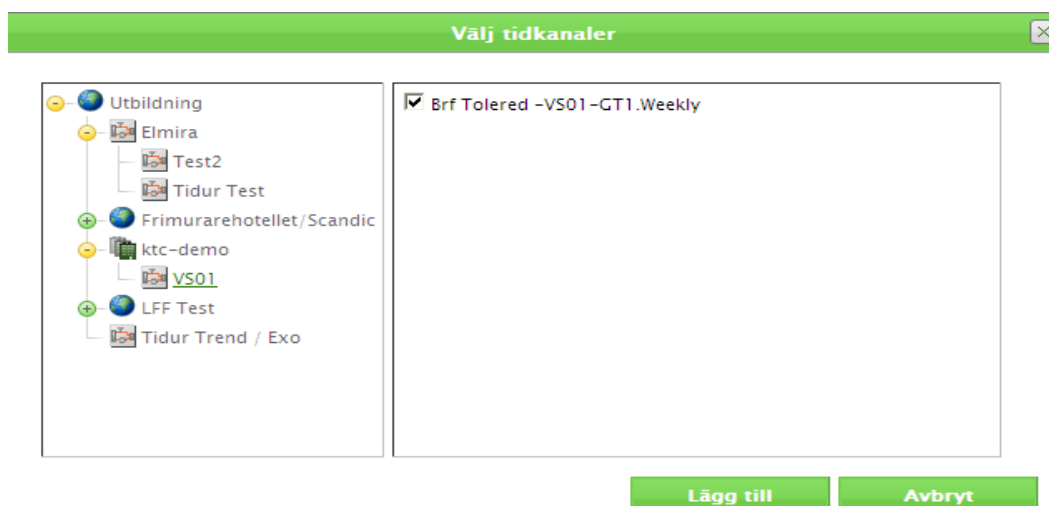 Välj tidkanaler
Utbildning
Elmira
Test2
Tidur Test
Frimurarehotellet/Scandic
ktc-demo
VS01
LFF Test
Tidur Trend / Exo
Brf Tolered -VS01-GT1.Weekly
Lägg till
Avbryt